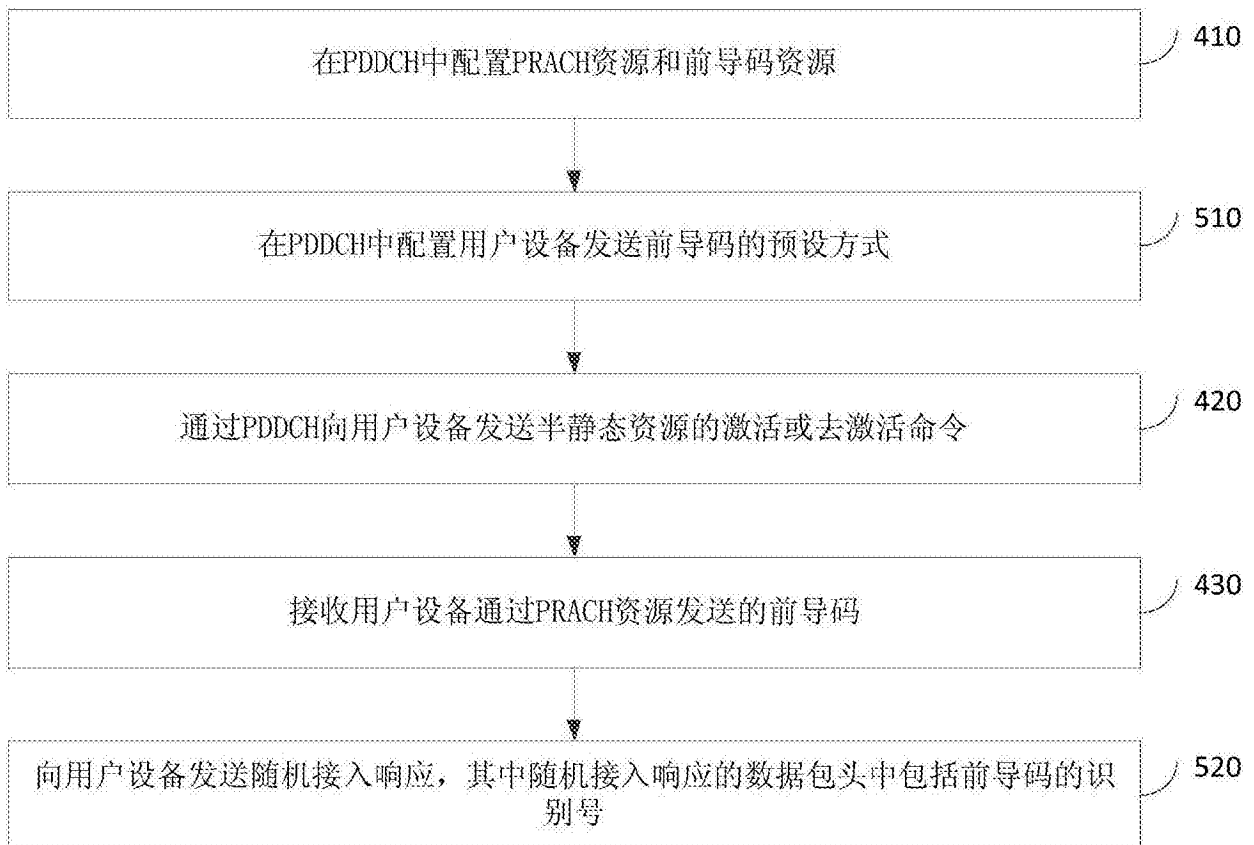 在PDDCH中配置PRACH资源和前导码资源
410
在PDDCH中配置用户设备发送前导码的预设方式
510
通过PDDCH向用户设备发送半静态资源的激活或去激活命令
420
接收用户设备通过PRACH资源发送的前导码
430
向用户设备发送随机接入响应，其中随机接入响应的数据包头中包括前导码的识
别号
520